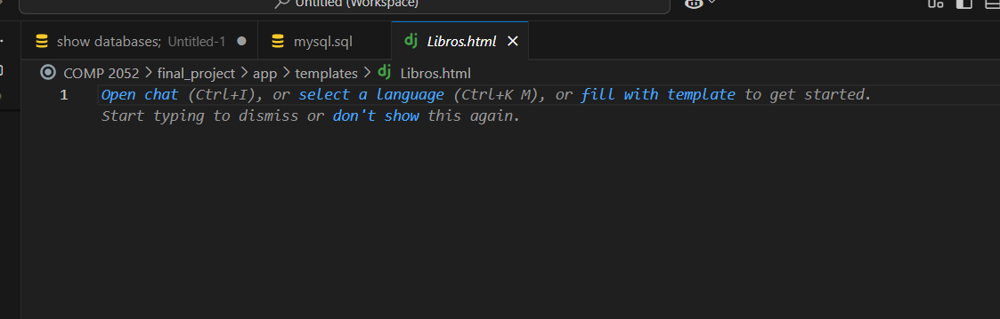 Untitled (Workspace)
show databases; Untitled-1 mysql.sql dj Libros.html
COMP 2052 > final_project > app > templates > dj Libros.html
1 Open chat (Ctrl+I), or select a language (Ctrl+K M), or fill with template to get started.
Start typing to dismiss or don't show this again.